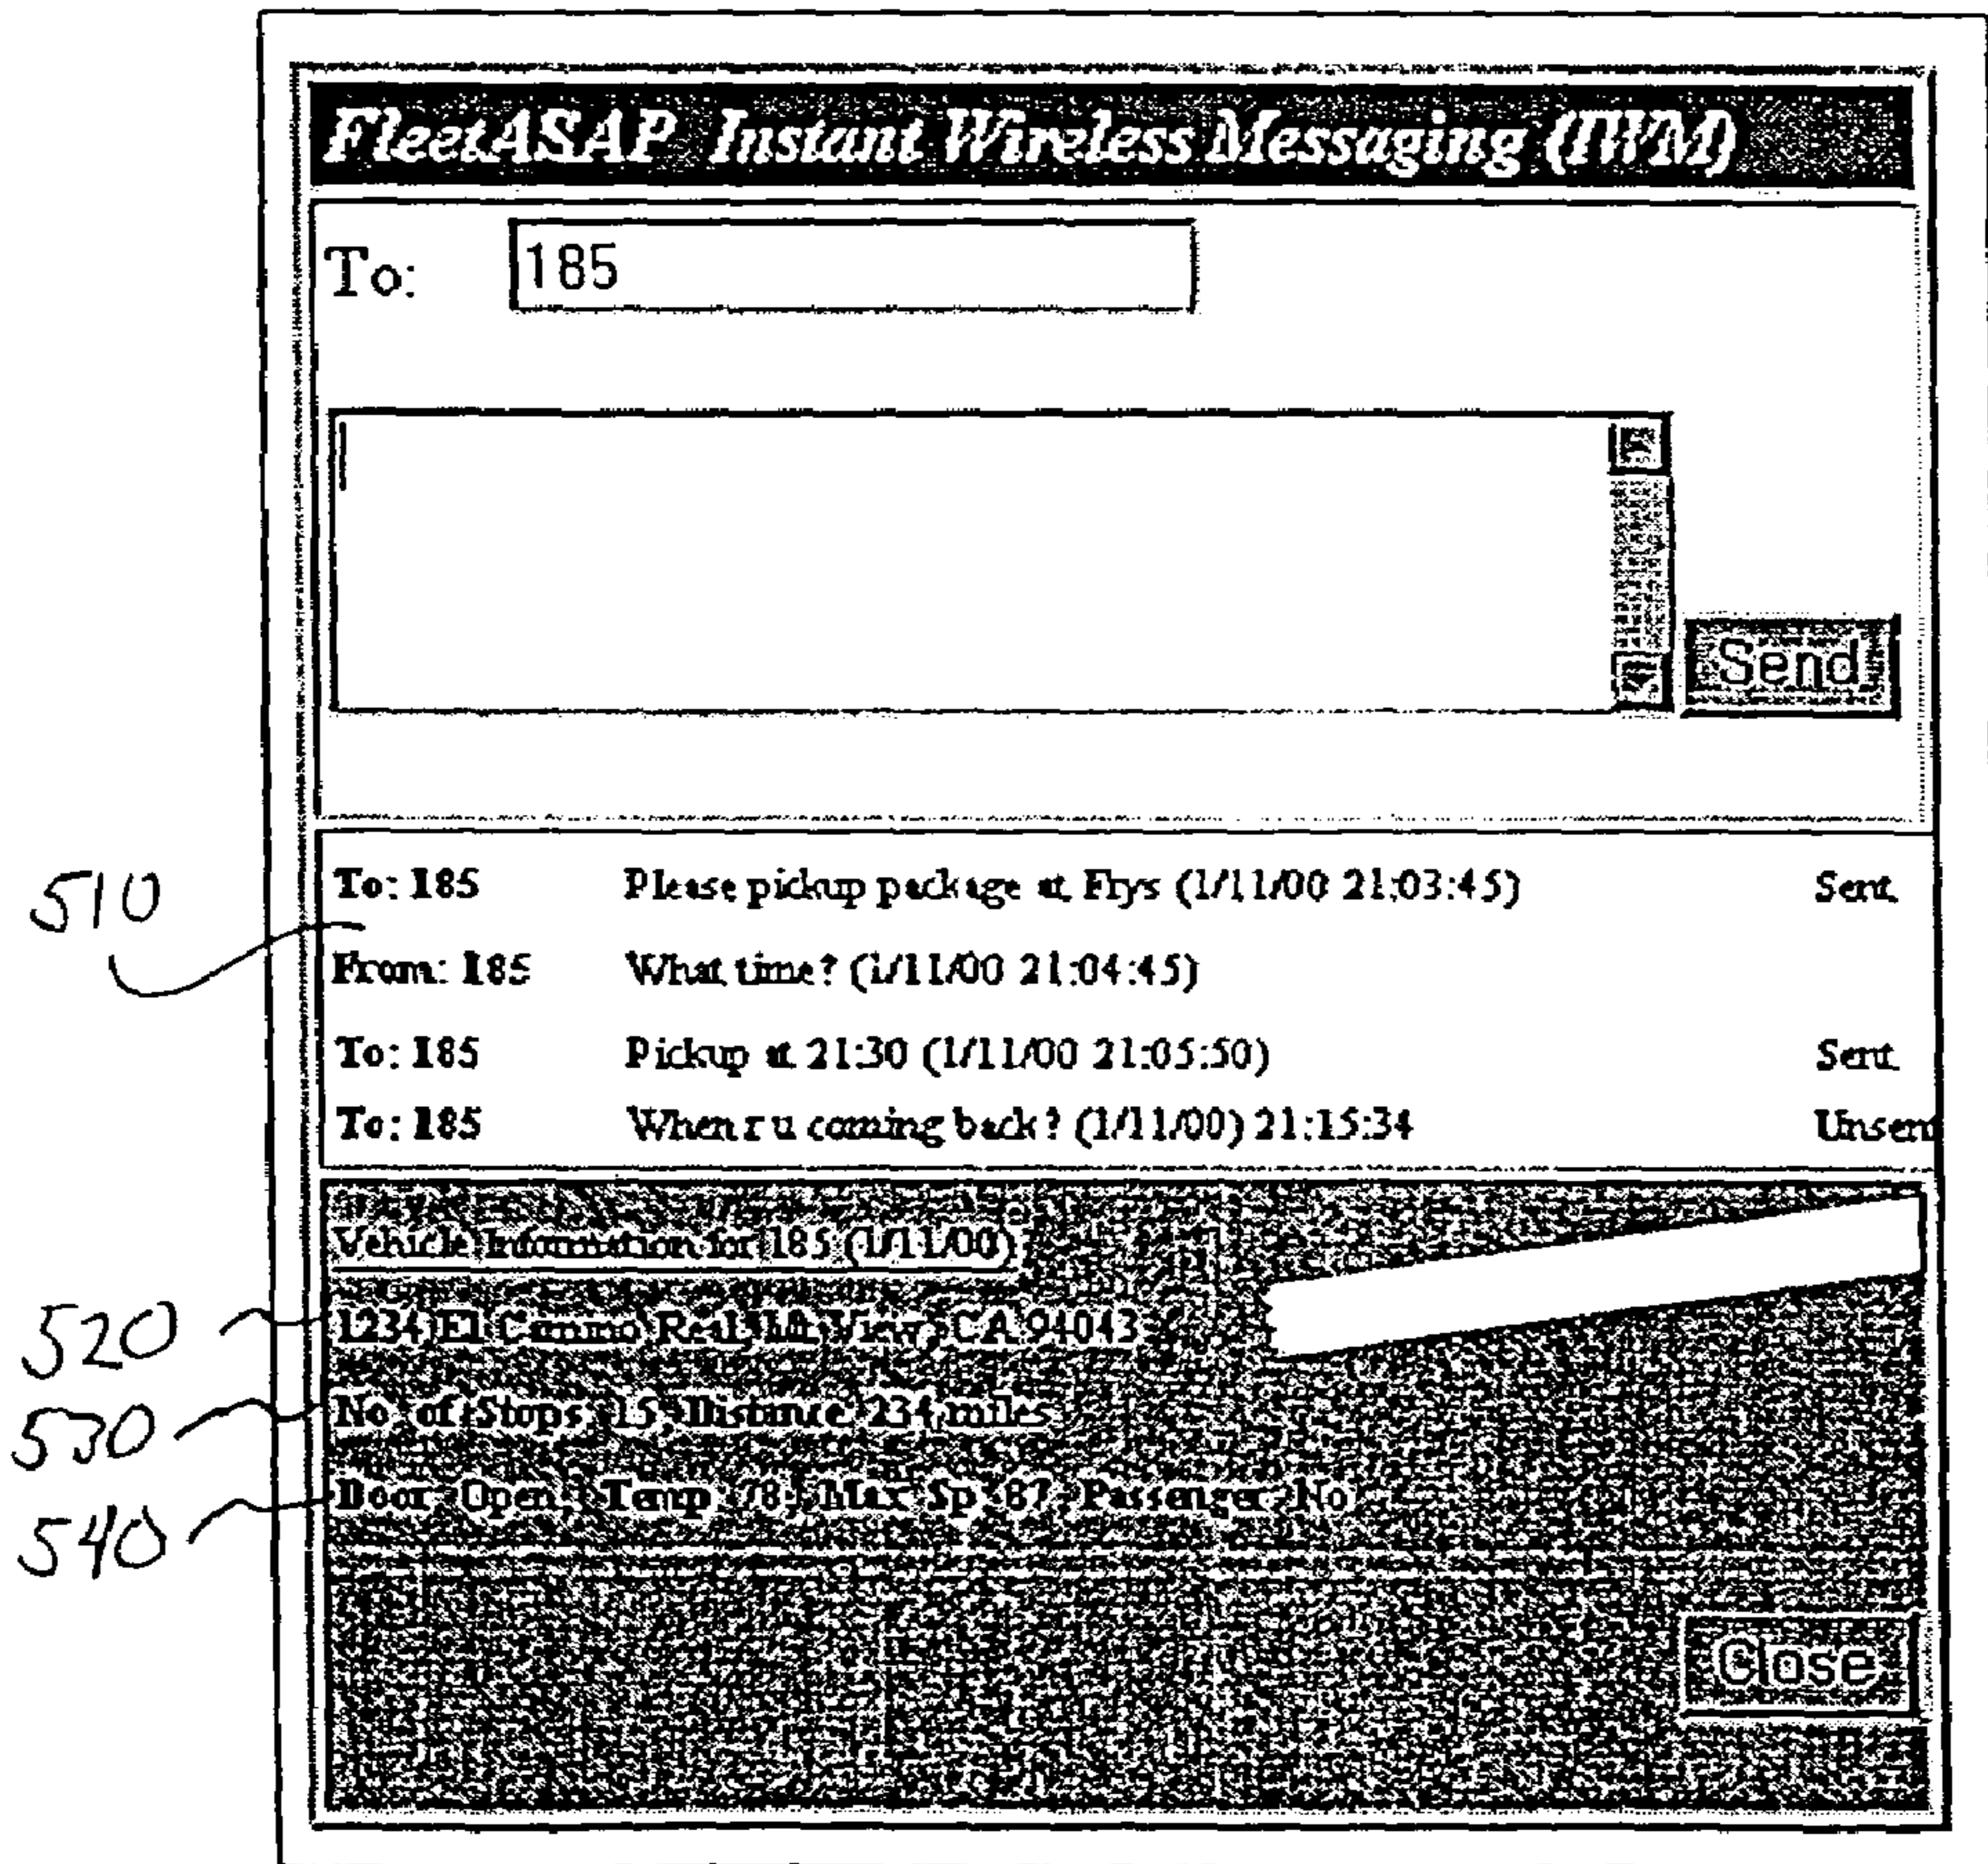 FleetASAP Instant Wireless Messaging (IWM)
To: 185
Send
510
To: 185 Please pickup package at Frys (1/11/00 21:03:45) Sent
From: 185 What time? (1/11/00 21:04:45)
To: 185 Pickup at 21:30 (1/11/00 21:05:50) Sent
To: 185 When r u coming back? (1/11/00) 21:15:34 Unsent
Vehicle Information for 185 (1/11/00)
520 1234 El Camino Real, Mt. View, CA 94043
530 No. of Stops 15, Distance 234 miles
540 Door Open, Temp 78, Max Sp 87, Passenger No
Close